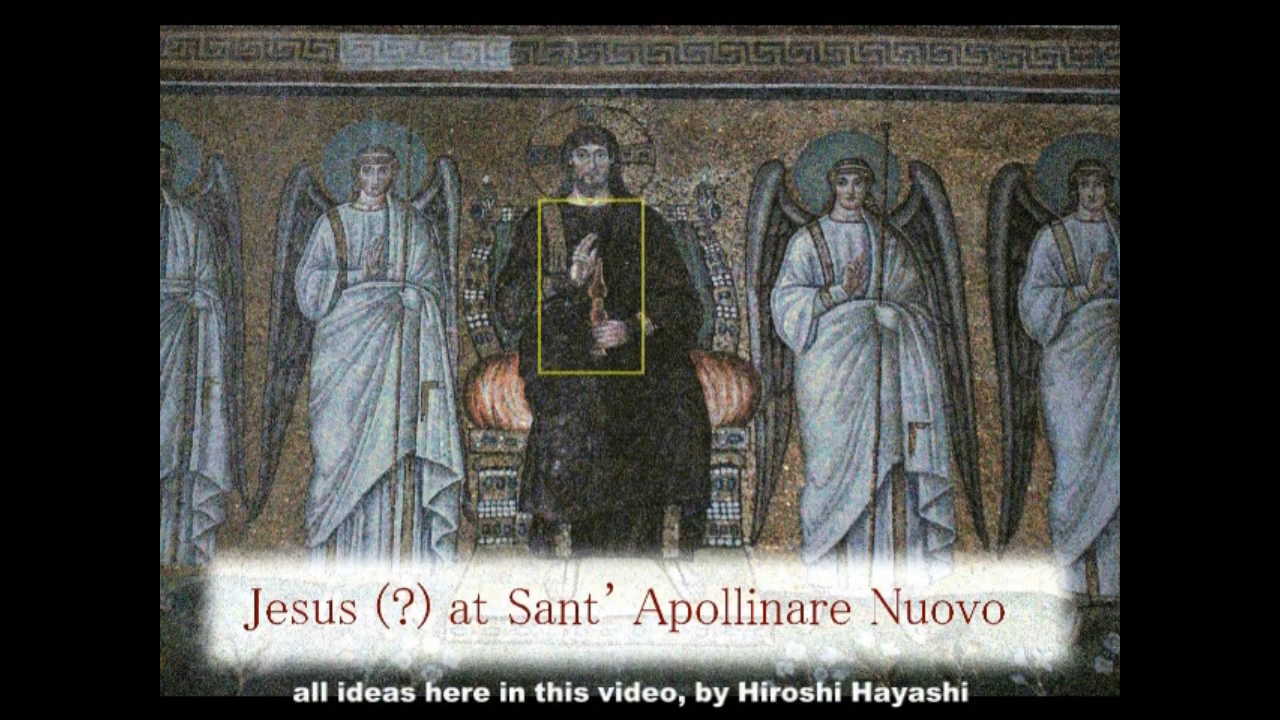 Jesus (?) at Sant’ Apollinare Nuovo
all ideas here in this video, by Hiroshi Hayashi